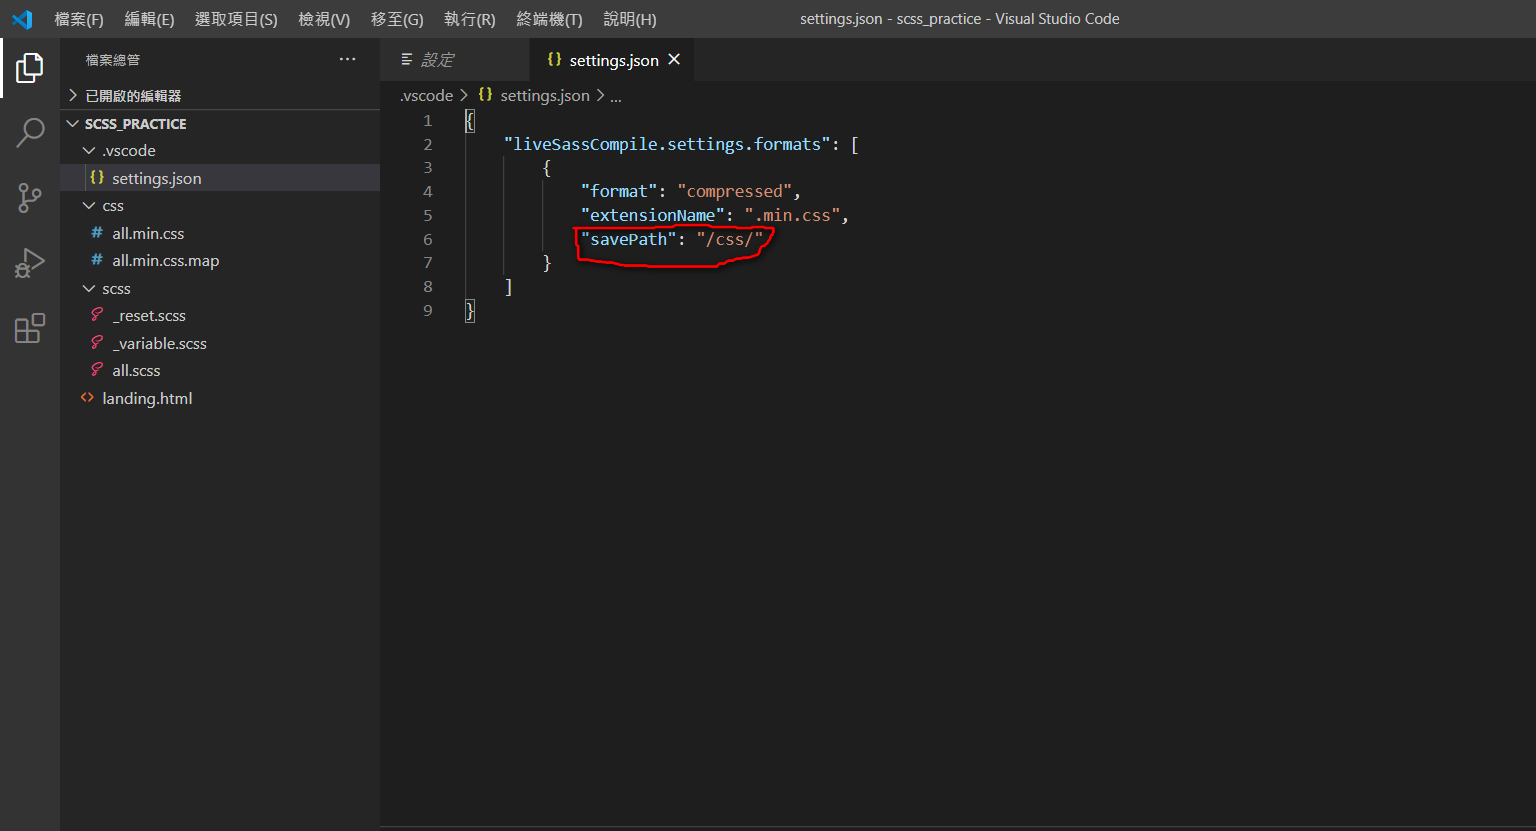 檔案(F) 編輯(E) 選取項目(S) 檢視(V) 移至(G) 執行(R) 終端機(T) 說明(H) settings.json - scss_practice - Visual Studio Code
檔案總管 ...
已開啟的編輯器
SCSS_PRACTICE
.vscode
{} settings.json
css
# all.min.css
# all.min.css.map
scss
_reset.scss
_variable.scss
all.scss
<> landing.html
設定 {} settings.json ×
.vscode > {} settings.json > ...
1 {
2 "liveSassCompile.settings.formats": [
3 {
4 "format": "compressed",
5 "extensionName": ".min.css",
6 "savePath": "/css/"
7 }
8 ]
9 }